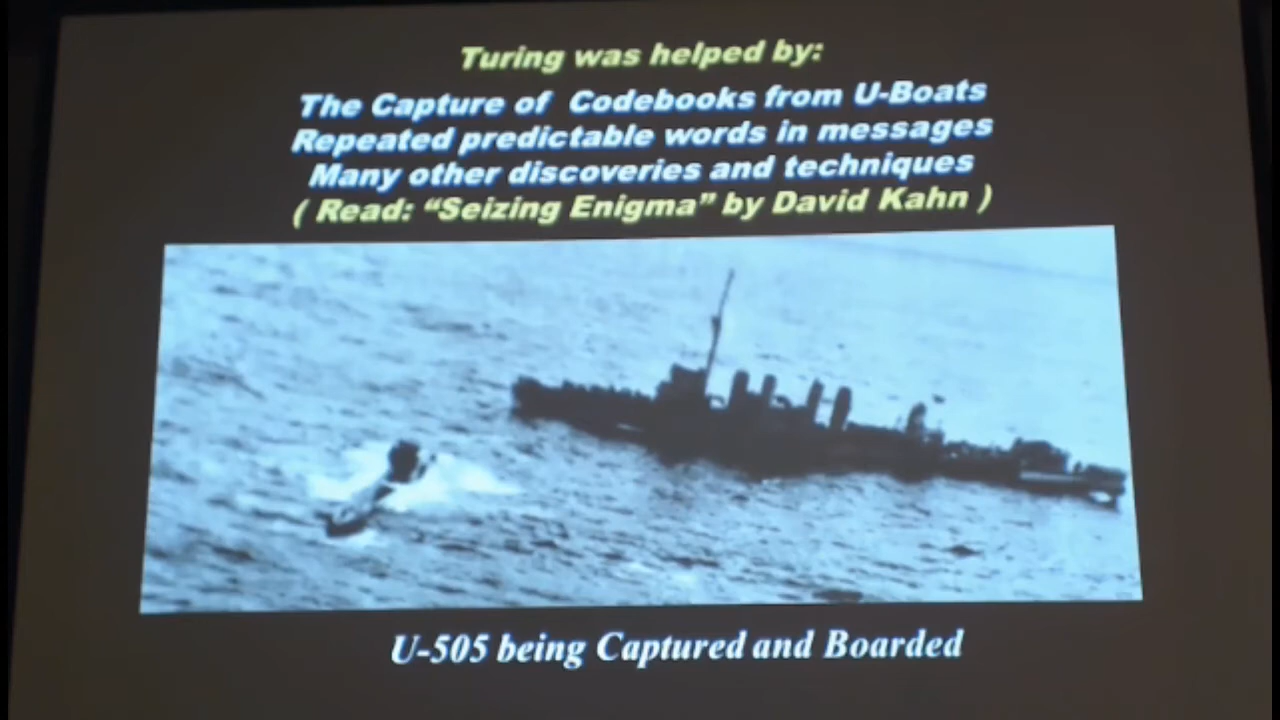 Turing was helped by:
The Capture of Codebooks from U-Boats
Repeated predictable words in messages
Many other discoveries and techniques
( Read: “Seizing Enigma” by David Kahn )
U-505 being Captured and Boarded